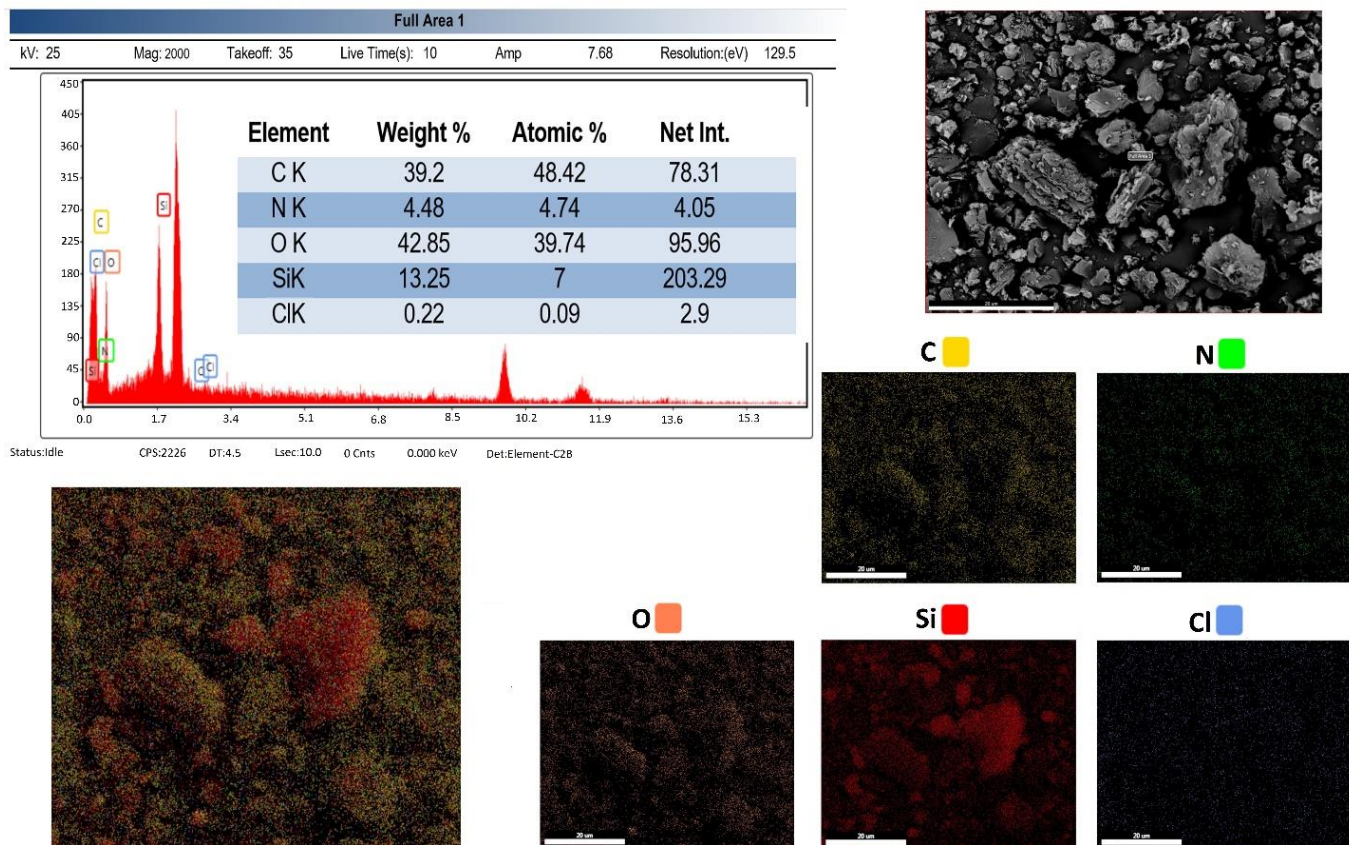 Full Area 1
kV: 25 Mag: 2000 Takeoff: 35 Live Time(s): 10 Amp 7.68 Resolution:(eV) 129.5
450
405
360
315
270
225
180
135
90
45
0
0.0 1.7 3.4 5.1 6.8 8.5 10.2 11.9 13.6 15.3
C
Cl O
N
Si
Si
Cl
Element Weight % Atomic % Net Int.
C K 39.2 48.42 78.31
N K 4.48 4.74 4.05
O K 42.85 39.74 95.96
SiK 13.25 7 203.29
ClK 0.22 0.09 2.9
Status:Idle CPS:2226 DT:4.5 Lsec:10.0 0 Cnts 0.000 keV Det:Element-C2B
Full Area 1
20 um
C N
20 um 20 um
O Si Cl
20 um 20 um 20 um